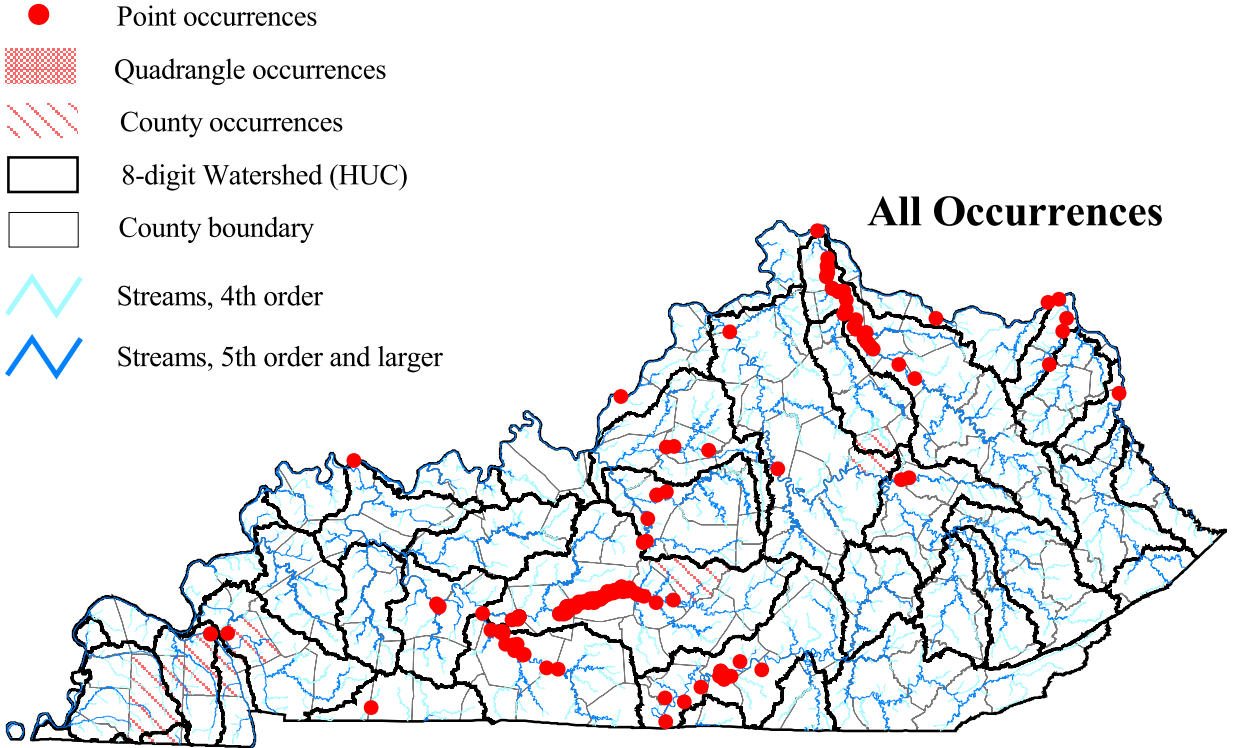 Point occurrences
Quadrangle occurrences
County occurrences
8-digit Watershed (HUC)
County boundary
Streams, 4th order
Streams, 5th order and larger
All Occurrences